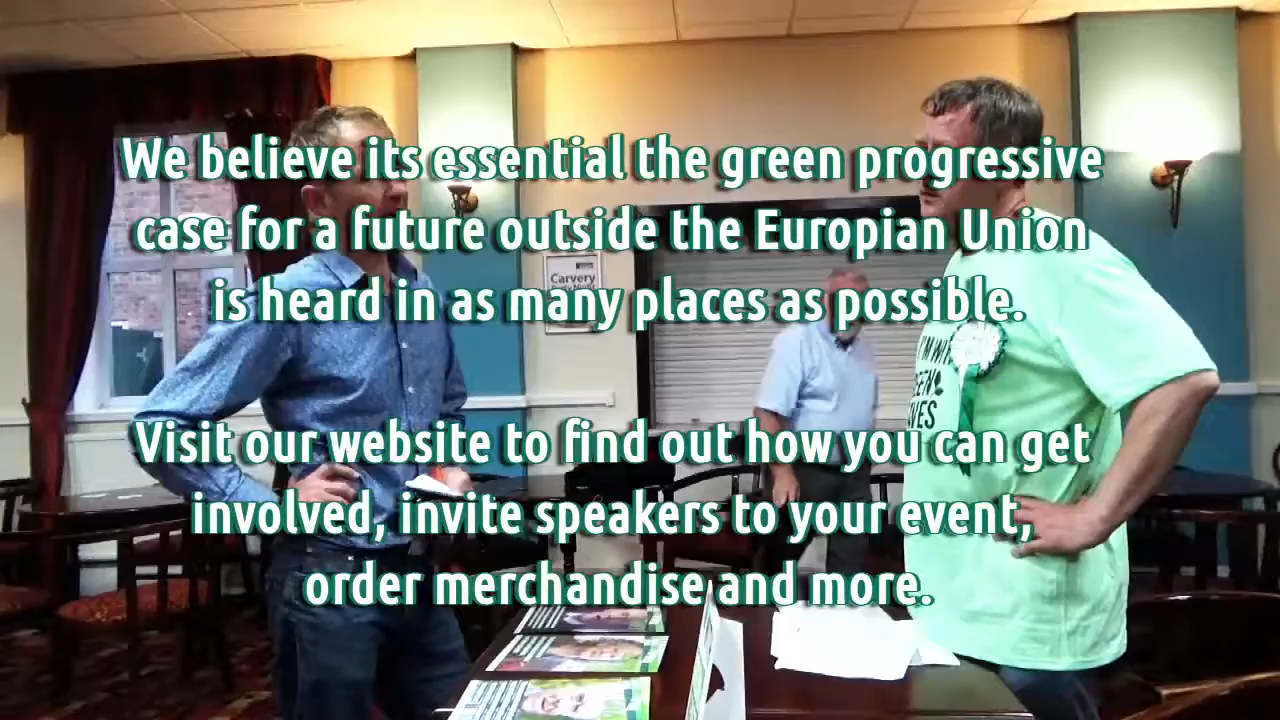 We believe its essential the green progressive
case for a future outside the Europian Union
is heard in as many places as possible.
Carvery
I'M WITH
GREEN
Visit our website to find out how you can get
involved, invite speakers to your event,
order merchandise and more.